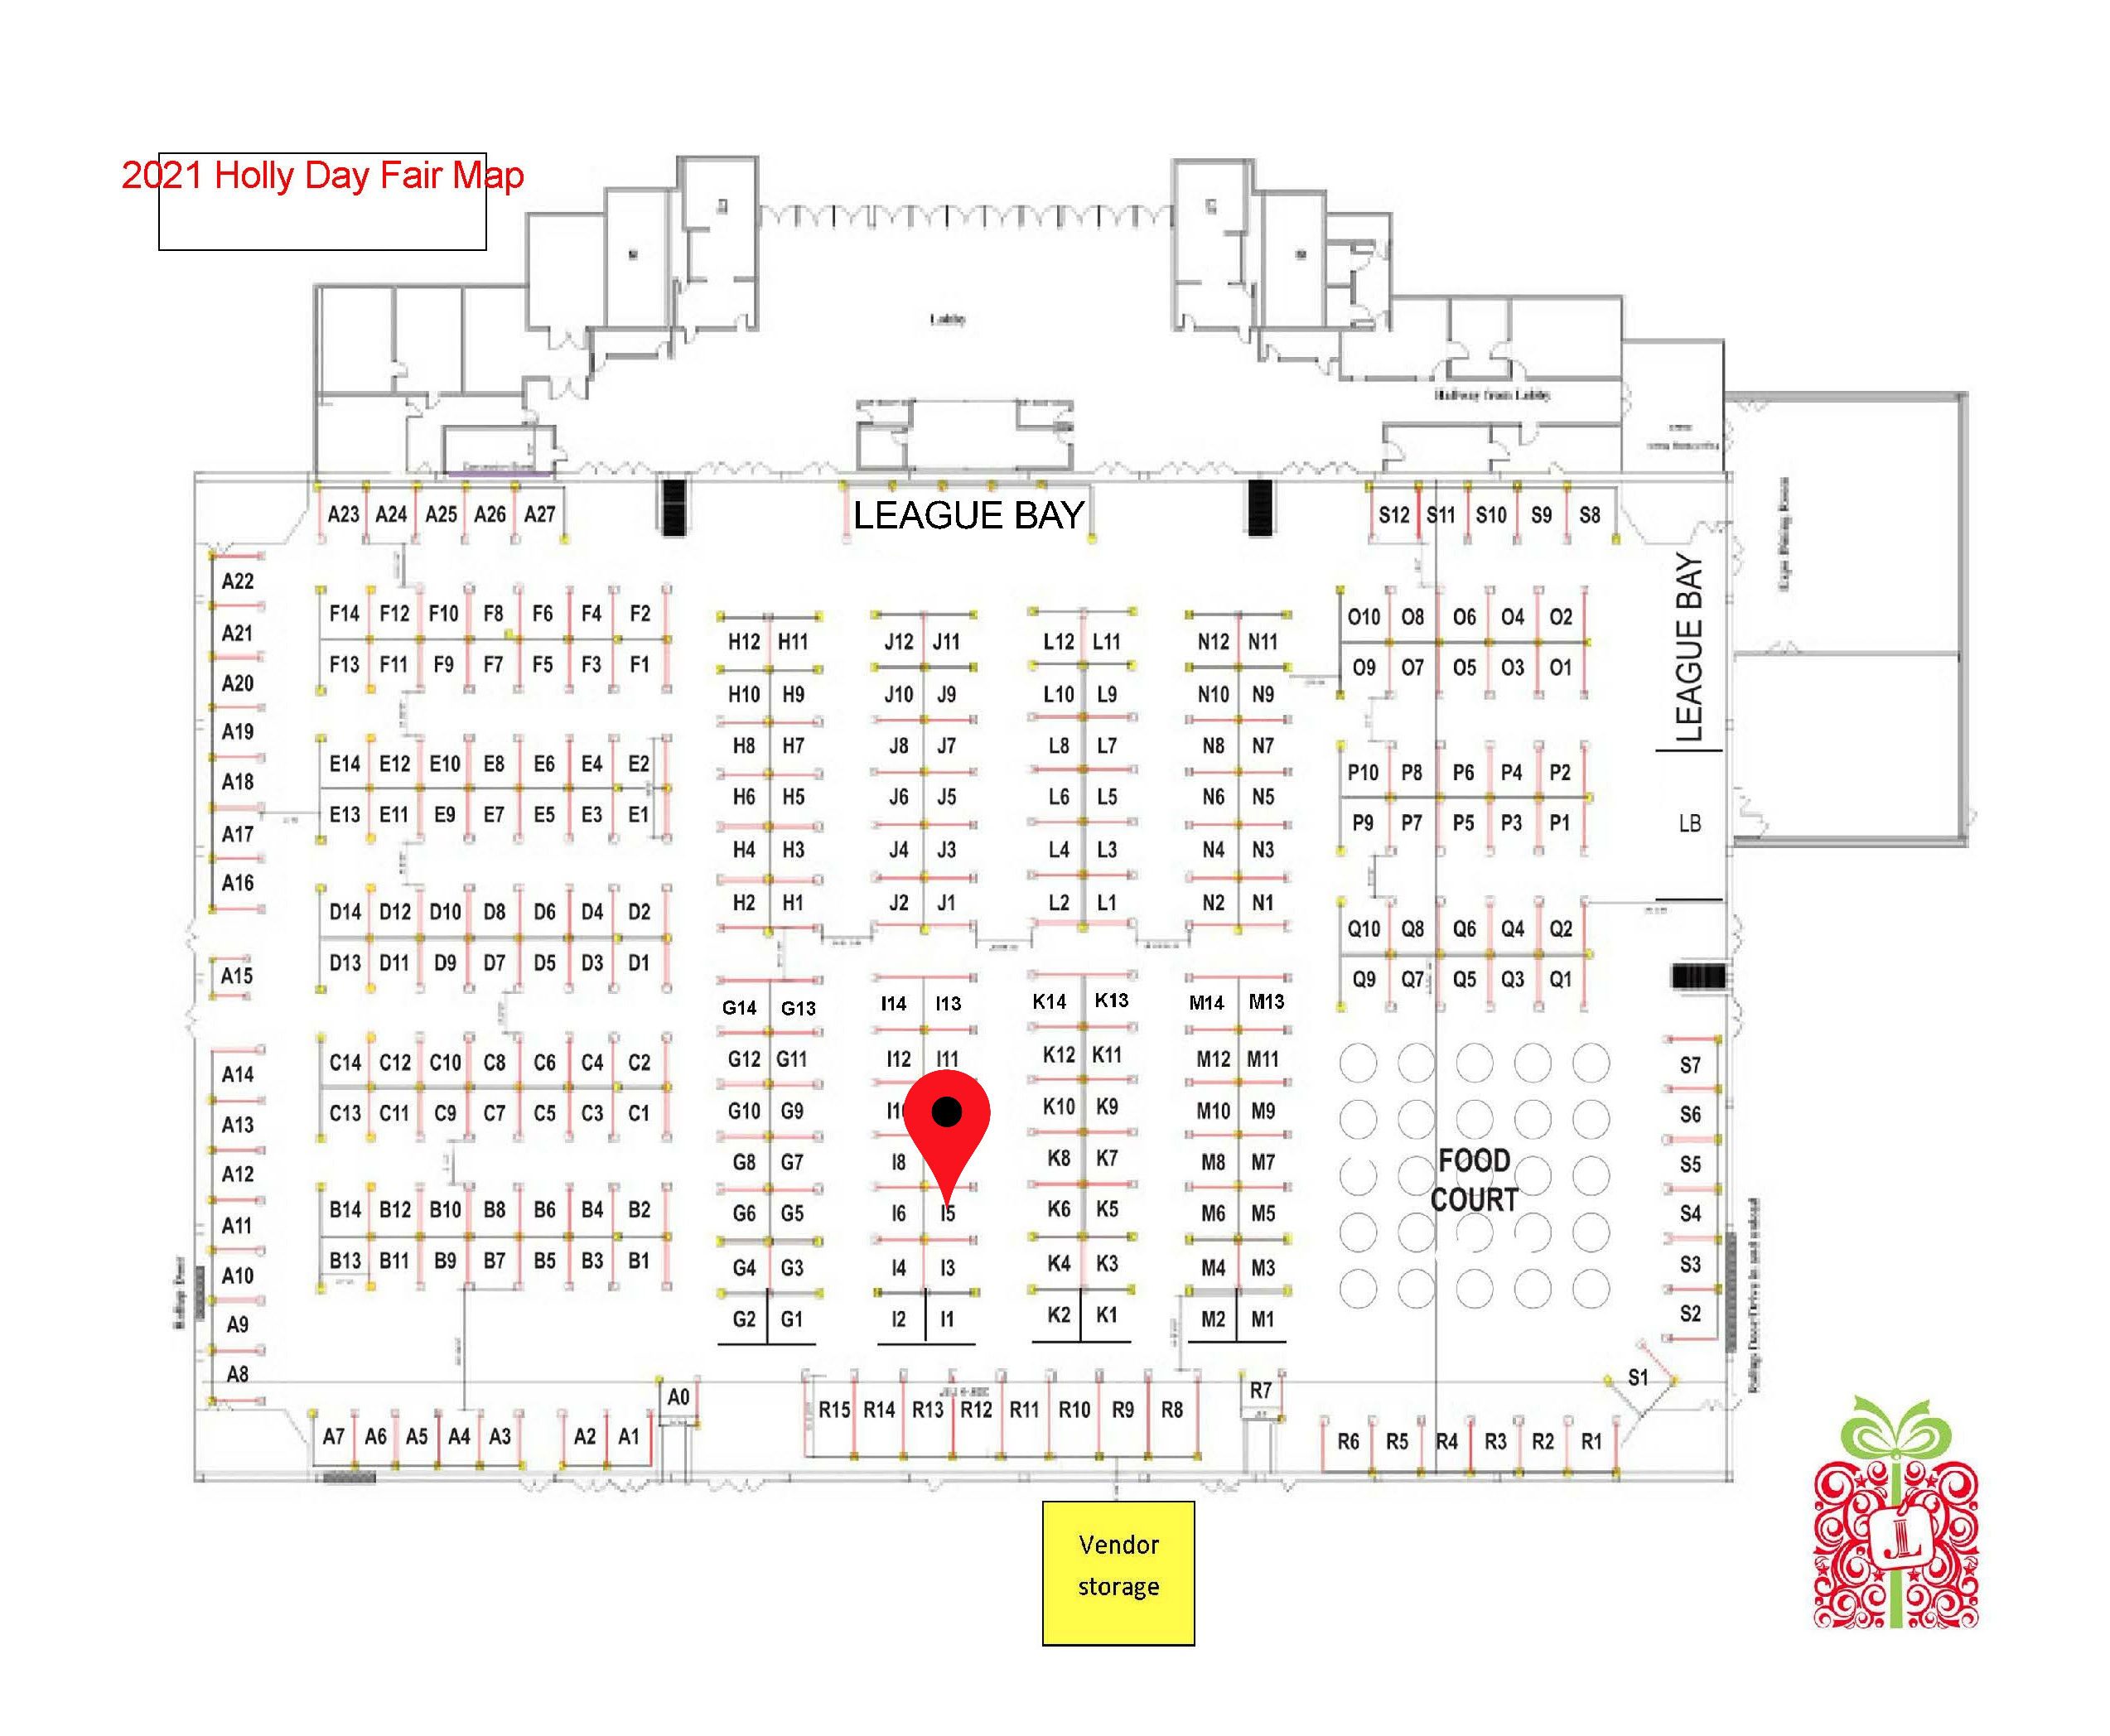 2021 Holly Day Fair Map
Lobby
Hallway from Lobby
LEAGUE BAY
A23 A24 A25 A26 A27
S12 S11 S10 S9 S8
A22
A21
A20
A19
A18
A17
A16
A15
A14
A13
A12
A11
A10
A9
A8
F14 F12 F10 F8 F6 F4 F2
F13 F11 F9 F7 F5 F3 F1
E14 E12 E10 E8 E6 E4 E2
E13 E11 E9 E7 E5 E3 E1
D14 D12 D10 D8 D6 D4 D2
D13 D11 D9 D7 D5 D3 D1
C14 C12 C10 C8 C6 C4 C2
C13 C11 C9 C7 C5 C3 C1
B14 B12 B10 B8 B6 B4 B2
B13 B11 B9 B7 B5 B3 B1
H12 H11 J12 J11 L12 L11 N12 N11
H10 H9 J10 J9 L10 L9 N10 N9
H8 H7 J8 J7 L8 L7 N8 N7
H6 H5 J6 J5 L6 L5 N6 N5
H4 H3 J4 J3 L4 L3 N4 N3
H2 H1 J2 J1 L2 L1 N2 N1
G14 G13 I14 I13 K14 K13 M14 M13
G12 G11 I12 I11 K12 K11 M12 M11
G10 G9 K10 K9 M10 M9
G8 G7 I8 K8 K7 M8 M7
G6 G5 I6 I5 K6 K5 M6 M5
G4 G3 I4 I3 K4 K3 M4 M3
G2 G1 I2 I1 K2 K1 M2 M1
O10 O8 O6 O4 O2
O9 O7 O5 O3 O1
P10 P8 P6 P4 P2
P9 P7 P5 P3 P1
Q10 Q8 Q6 Q4 Q2
Q9 Q7 Q5 Q3 Q1
LEAGUE BAY
LB
FOOD
COURT
S7
S6
S5
S4
S3
S2
S1
A7 A6 A5 A4 A3 A2 A1
A0
R15 R14 R13 R12 R11 R10 R9 R8
R7
R6 R5 R4 R3 R2 R1
Vendor
storage
JL